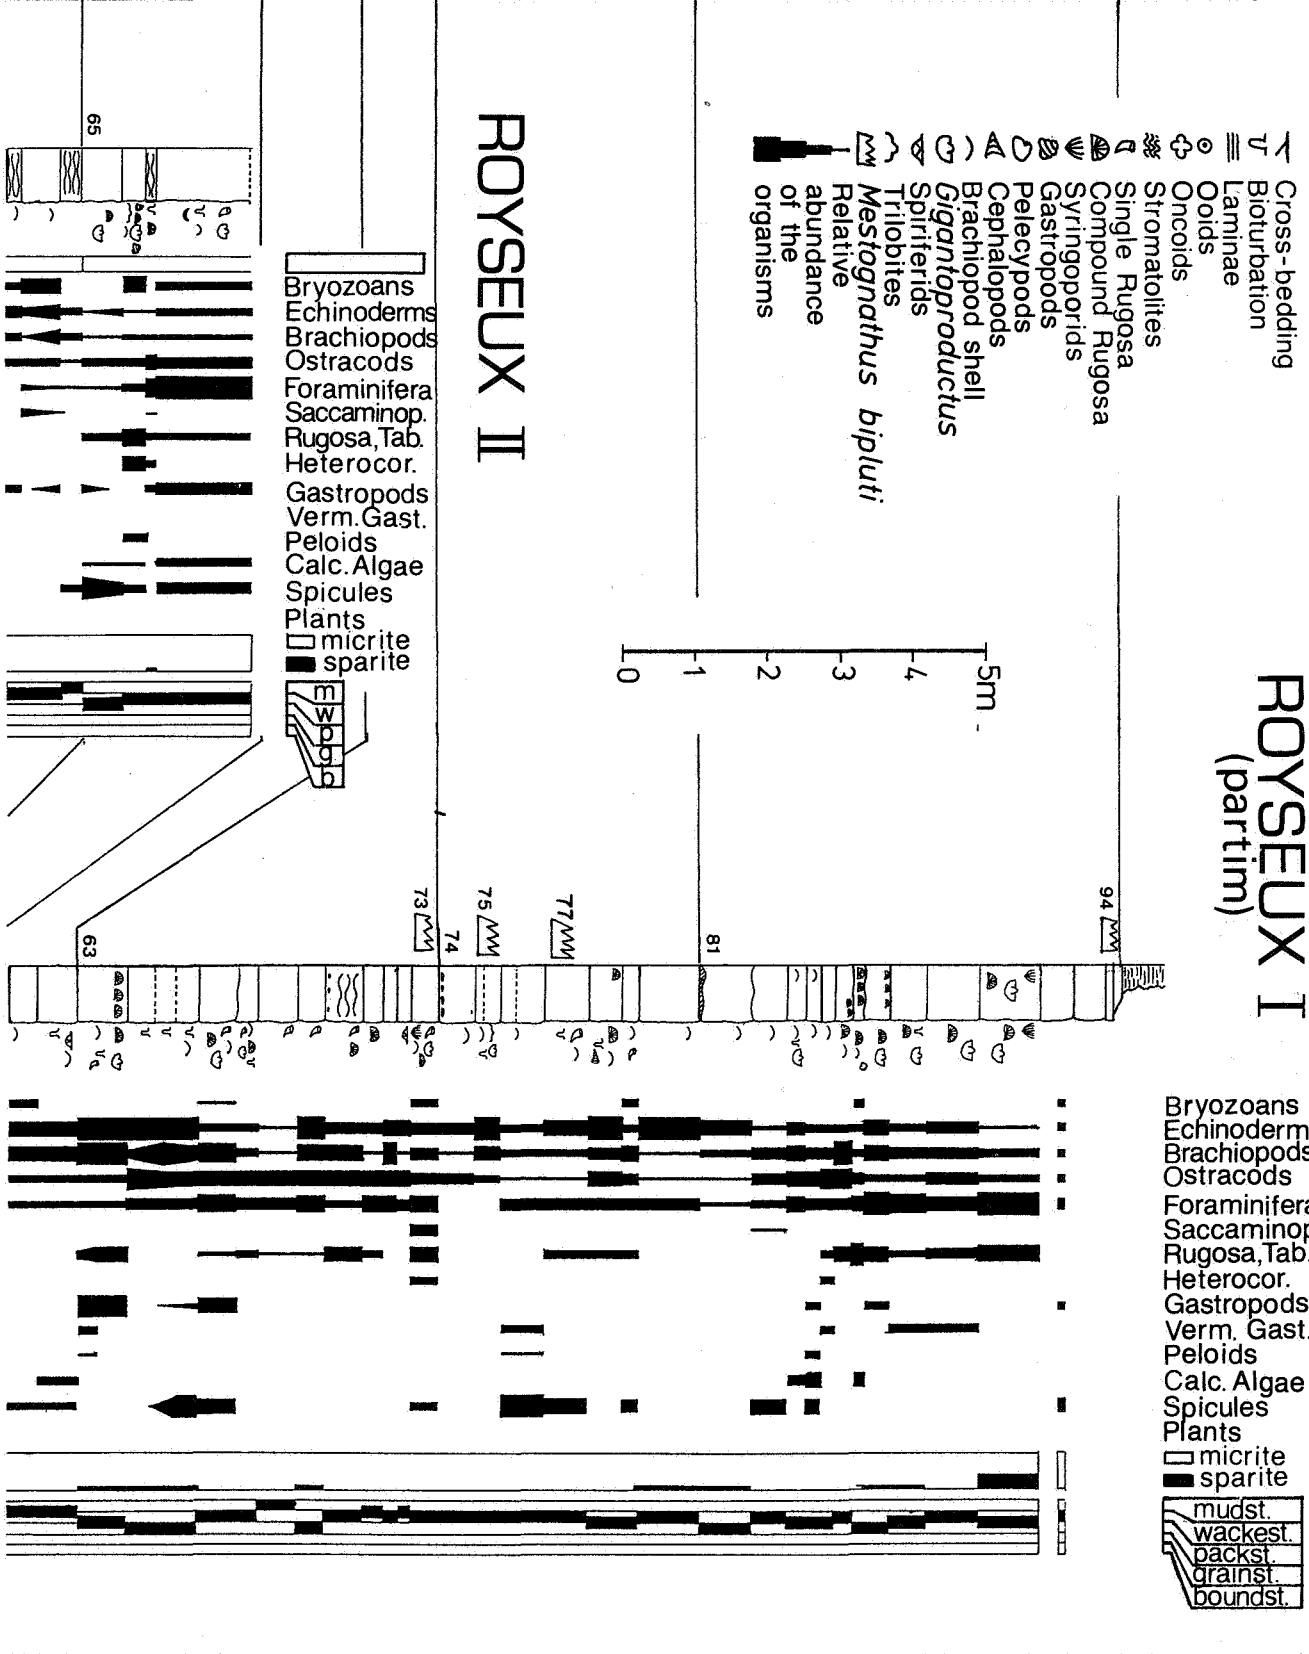 Cross-bedding
Bioturbation
Laminae
Ooids
Oncoids
Stromatolites
Single Rugosa
Compound Rugosa
Syringoporids
Gastropods
Pelecypods
Cephalopods
Brachiopod shell
Gigantoproductus
Spiriferids
Trilobites
Mestognathus bipluti
Relative
abundance
of the
organisms
ROYSEUX II
65
Bryozoans
Echinoderms
Brachiopods
Ostracods
Foraminifera
Saccaminop.
Rugosa,Tab.
Heterocor.
Gastropods
Verm.Gast.
Peloids
Calc.Algae
Spicules
Plants
micrite
sparite
m
w
p
g
b
0 1 2 3 4 5m
ROYSEUX I
(partim)
63
73
74
75
77
81
94
Bryozoans
Echinoderm
Brachiopods
Ostracods
Foraminifera
Saccaminop
Rugosa,Tab.
Heterocor.
Gastropods
Verm. Gast.
Peloids
Calc. Algae
Spicules
Plants
micrite
sparite
mudst.
wackest.
packst.
grainst.
boundst.